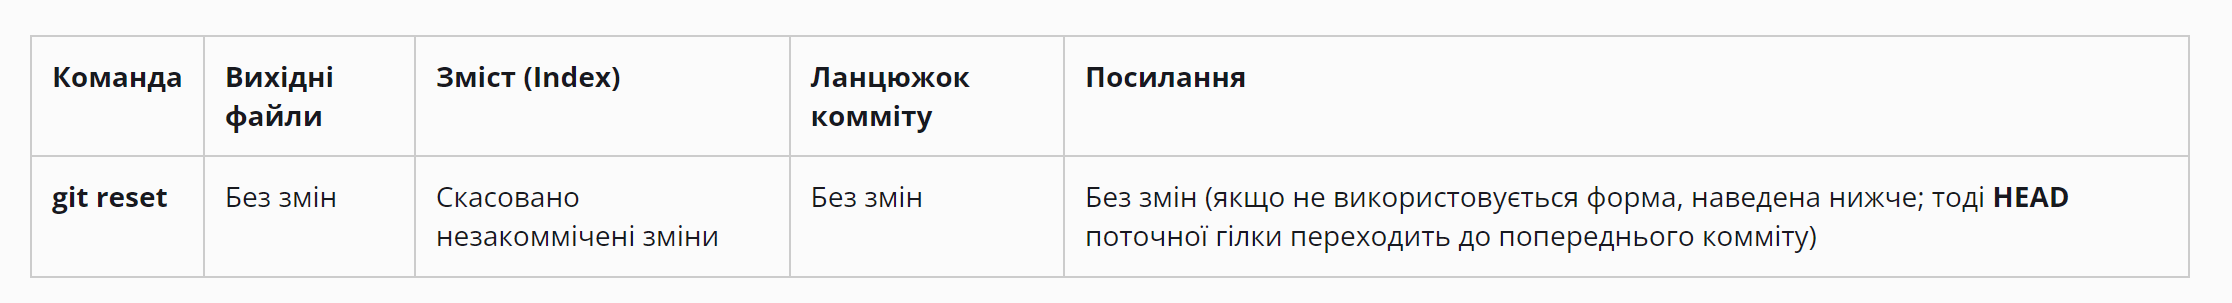 Команда
Вихідні
файли
Зміст (Index)
Ланцюжок
комміту
Посилання
git reset
Без змін
Скасовано
незакоммічені зміни
Без змін
Без змін (якщо не використовується форма, наведена нижче; тоді HEAD
поточної гілки переходить до попереднього комміту)